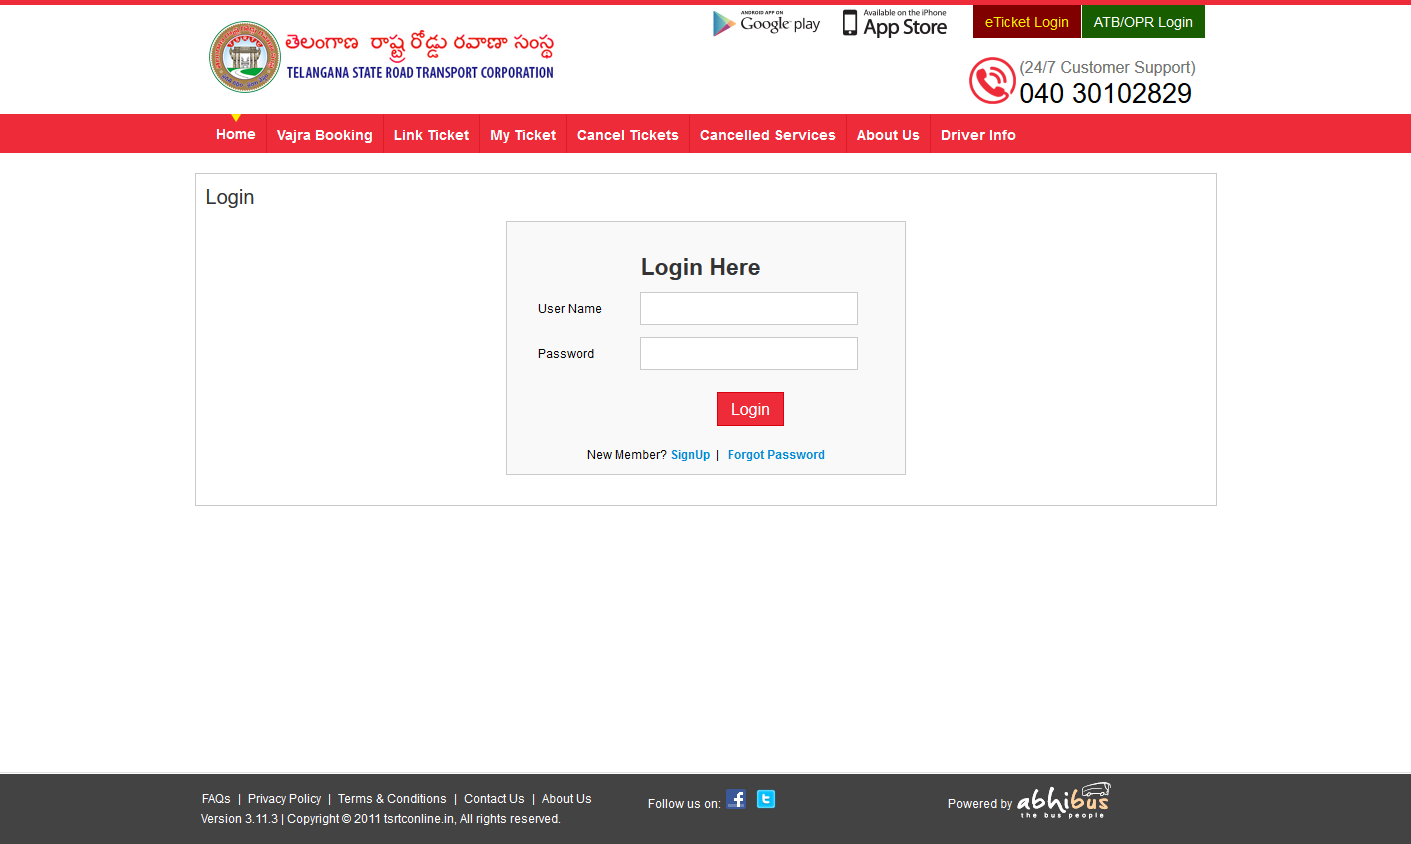 ANDROID APP ON
Google play
Available on the iPhone
App Store
eTicket Login
ATB/OPR Login
తెలంగాణ రాష్ట్ర రోడ్డు రవాణా సంస్థ
TELANGANA STATE ROAD TRANSPORT CORPORATION
(24/7 Customer Support)
040 30102829
Home
Vajra Booking
Link Ticket
My Ticket
Cancel Tickets
Cancelled Services
About Us
Driver Info
Login
Login Here
User Name
Password
Login
New Member? SignUp | Forgot Password
FAQs | Privacy Policy | Terms & Conditions | Contact Us | About Us
Version 3.11.3 | Copyright © 2011 tsrtconline.in, All rights reserved.
Follow us on:
Powered by abhibus
the bus people